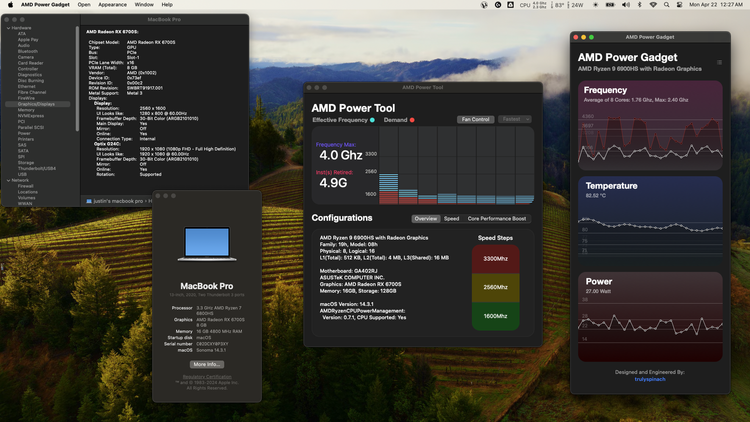 AMD Power Gadget Open Appearance Window Help
CPU 4.0 GHz 2.3 GHz 83° 24W
Mon Apr 22 12:27 AM
MacBook Pro
Hardware
ATA
Apple Pay
Audio
Bluetooth
Camera
Card Reader
Controller
Diagnostics
Disc Burning
Ethernet
Fibre Channel
FireWire
Graphics/Displays
Memory
NVMExpress
PCI
Parallel SCSI
Power
Printers
SAS
SATA
SPI
Storage
Thunderbolt/USB4
USB
Network
Firewall
Locations
Volumes
WWAN
AMD Radeon RX 6700S:
Chipset Model: AMD Radeon RX 6700S
Type: GPU
Bus: PCIe
Slot: Slot-1
PCIe Lane Width: x16
VRAM (Total): 8 GB
Vendor: AMD (0x1002)
Device ID: 0x73ef
Revision ID: 0x00c2
ROM Revision: SWBRT91917.001
Metal Support: Metal 3
Displays:
Display:
Resolution: 2560 x 1600
UI Looks like: 1280 x 800 @ 60.00Hz
Framebuffer Depth: 30-Bit Color (ARGB2101010)
Main Display: Yes
Mirror: Off
Online: Yes
Connection Type: Internal
Optix G24C:
Resolution: 1920 x 1080 (1080p FHD - Full High Definition)
UI Looks like: 1920 x 1080 @ 60.00Hz
Framebuffer Depth: 30-Bit Color (ARGB2101010)
Mirror: Off
Online: Yes
Rotation: Supported
justin's macbook pro › H
MacBook Pro
Processor 3.3 GHz AMD Ryzen 7
6800HS
Graphics AMD Radeon RX 6700S
8 GB
Memory 16 GB 4800 MHz RAM
Startup disk macOS
Serial number
macOS Sonoma 14.3.1
More Info...
Regulatory Certification
™ and © 1983-2024 Apple Inc.
All Rights Reserved.
AMD Power Tool
AMD Power Tool
Effective Frequency Demand Fan Control Fastest
Frequency Max:
4.0 Ghz
Inst(s) Retired:
4.9G
3300
2560
1600
Configurations Overview Speed Core Performance Boost
AMD Ryzen 9 6900HS with Radeon Graphics
Family: 19h, Model: 08h
Physical: 8, Logical: 16
L1(Total): 512 KB, L2(Total): 4 MB, L3(Shared): 16 MB
Motherboard: GA402RJ
ASUSTeK COMPUTER INC.
Graphics: AMD Radeon RX 6700S
Memory: 16GB, Storage: 128GB
macOS Version: 14.3.1
AMDRyzenCPUPowerManagement:
Version: 0.7.1, CPU Supported: Yes
Speed Steps
3300Mhz
2560Mhz
1600Mhz
AMD Power Gadget
AMD Power Gadget
AMD Ryzen 9 6900HS with Radeon Graphics
Frequency
Average of 8 Cores: 1.76 Ghz, Max: 2.40 Ghz
Temperature
82.52 °C
Power
27.00 Watt
Designed and Engineered By:
trulyspinach